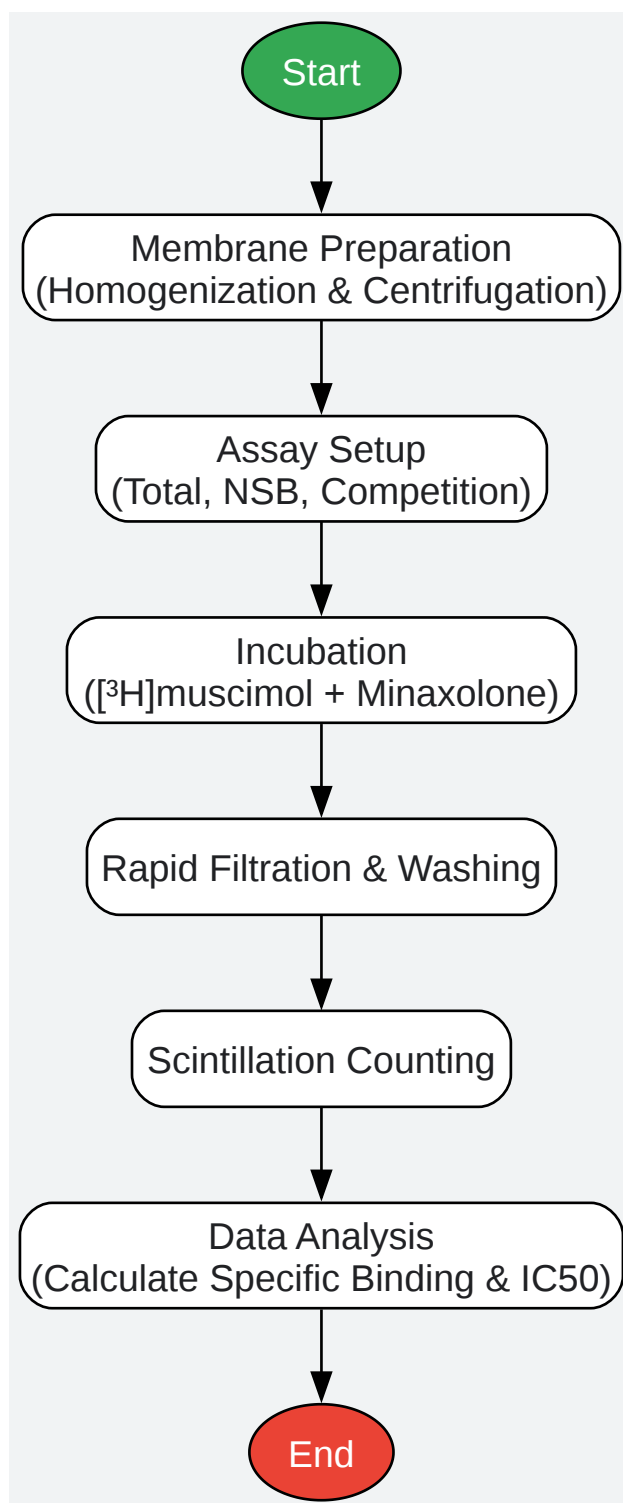 Start
Membrane Preparation
(Homogenization & Centrifugation)
Assay Setup
(Total, NSB, Competition)
Incubation
([³H]muscimol + Minaxolone)
Rapid Filtration & Washing
Scintillation Counting
Data Analysis
(Calculate Specific Binding & IC50)
End